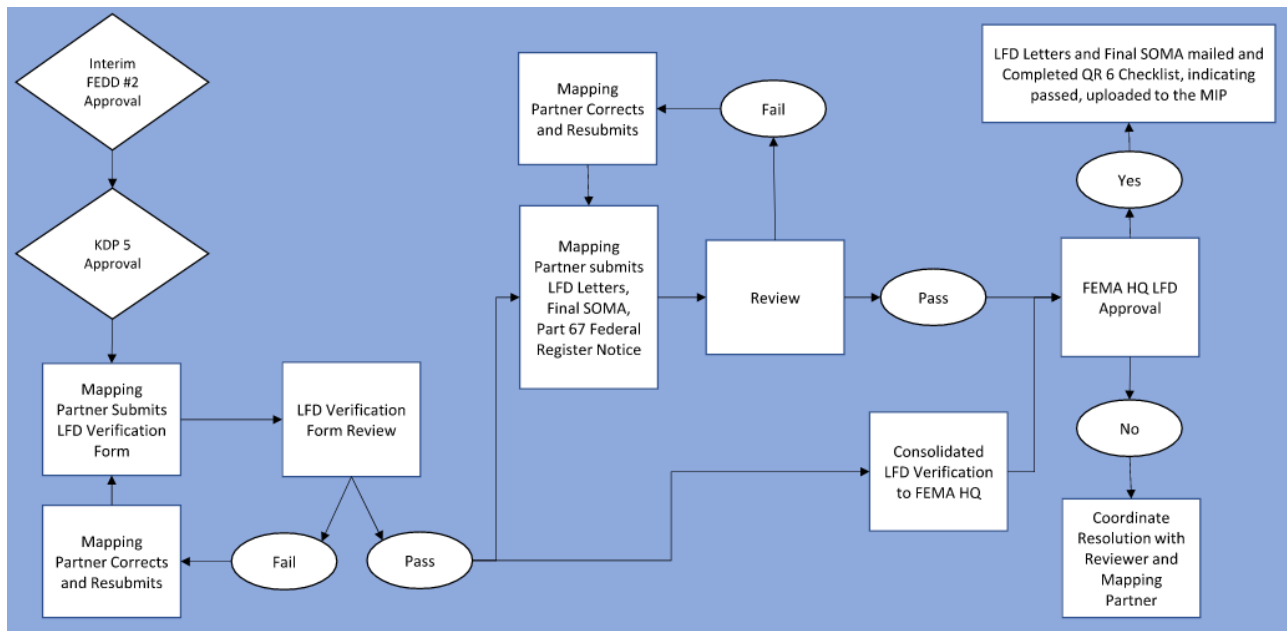 Interim
FEDD #2
Approval
KDP 5
Approval
Mapping
Partner Submits
LFD Verification
Form
LFD Verification
Form Review
Mapping
Partner Corrects
and Resubmits
Fail
Pass
Mapping
Partner Corrects
and Resubmits
Fail
Mapping
Partner submits
LFD Letters,
Final SOMA,
Part 67 Federal
Register Notice
Review
Pass
Consolidated
LFD Verification
to FEMA HQ
LFD Letters and Final SOMA mailed and
Completed QR 6 Checklist, indicating
passed, uploaded to the MIP
Yes
FEMA HQ LFD
Approval
No
Coordinate
Resolution with
Reviewer and
Mapping
Partner